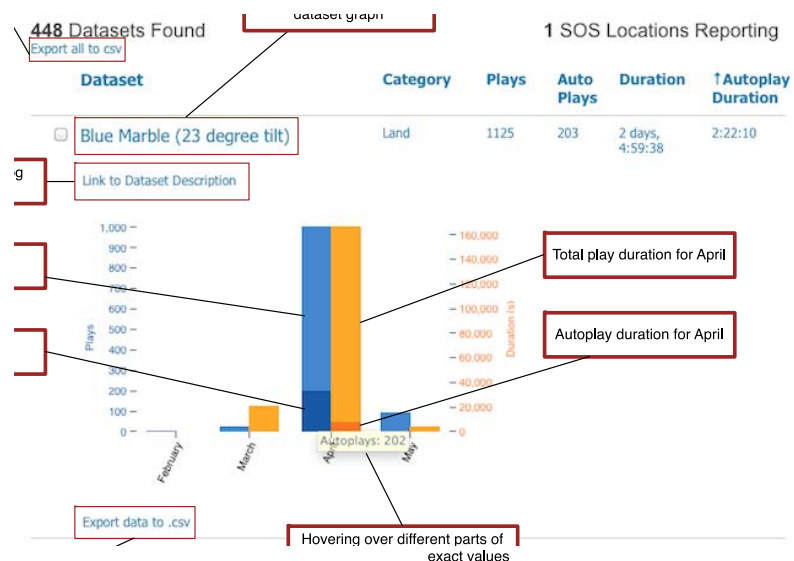 dataset graph
448 Datasets Found
1 SOS Locations Reporting
Export all to csv
Dataset Category Plays Auto Plays Duration ↑Autoplay Duration
Blue Marble (23 degree tilt) Land 1125 203 2 days, 4:59:38 2:22:10
Link to Dataset Description
1,000
900
800
700
600
500
400
300
200
100
0
Plays
160,000
140,000
120,000
100,000
80,000
60,000
40,000
20,000
0
Duration (s)
Total play duration for April
Autoplay duration for April
Autoplays: 202
February
March
April
May
Export data to .csv
Hovering over different parts of
exact values